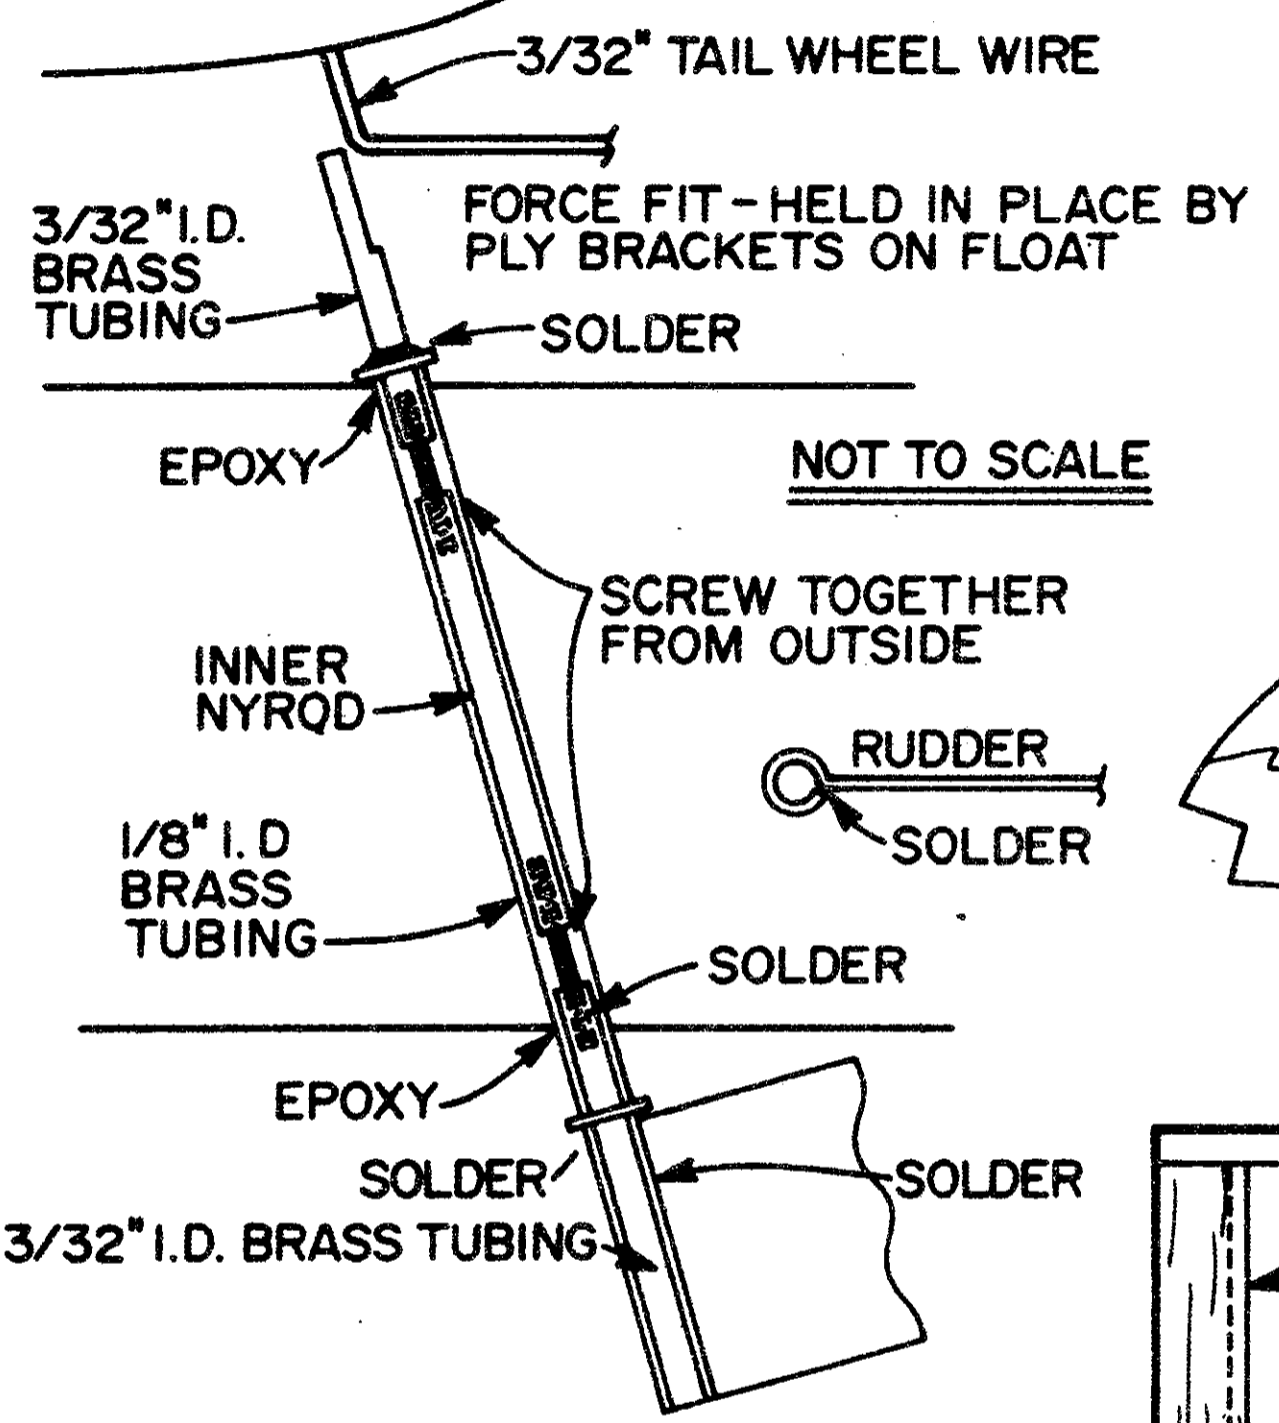 3/32" TAIL WHEEL WIRE
FORCE FIT - HELD IN PLACE BY
PLY BRACKETS ON FLOAT
3/32" I.D.
BRASS
TUBING
SOLDER
EPOXY
NOT TO SCALE
SCREW TOGETHER
FROM OUTSIDE
INNER
NYROD
RUDDER
SOLDER
1/8" I.D
BRASS
TUBING
SOLDER
EPOXY
SOLDER
SOLDER
3/32" I.D. BRASS TUBING